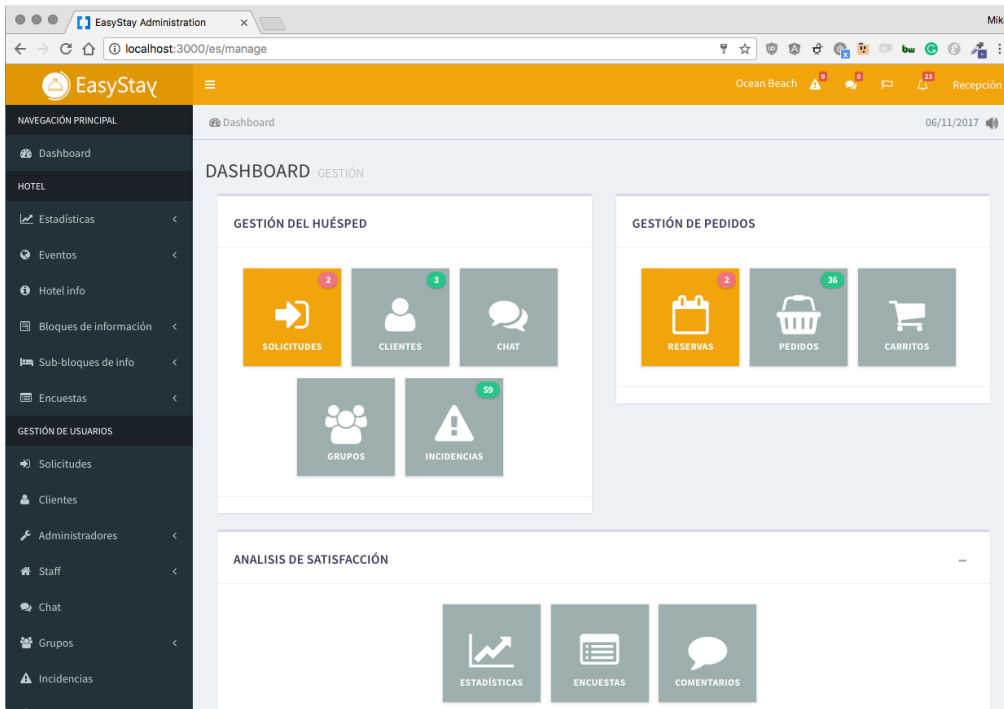 EasyStay Administration
Mik
localhost:3000/es/manage
EasyStay
Ocean Beach 0 0 23 Recepción
NAVEGACIÓN PRINCIPAL
Dashboard
HOTEL
Estadísticas
Eventos
Hotel info
Bloques de información
Sub-bloques de info
Encuestas
GESTIÓN DE USUARIOS
Solicitudes
Clientes
Administradores
Staff
Chat
Grupos
Incidencias
Dashboard
06/11/2017
DASHBOARD GESTIÓN
GESTIÓN DEL HUÉSPED
2
SOLICITUDES
3
CLIENTES
CHAT
GRUPOS
59
INCIDENCIAS
GESTIÓN DE PEDIDOS
2
RESERVAS
36
PEDIDOS
CARRITOS
ANALISIS DE SATISFACCIÓN
ESTADÍSTICAS
ENCUESTAS
COMENTARIOS